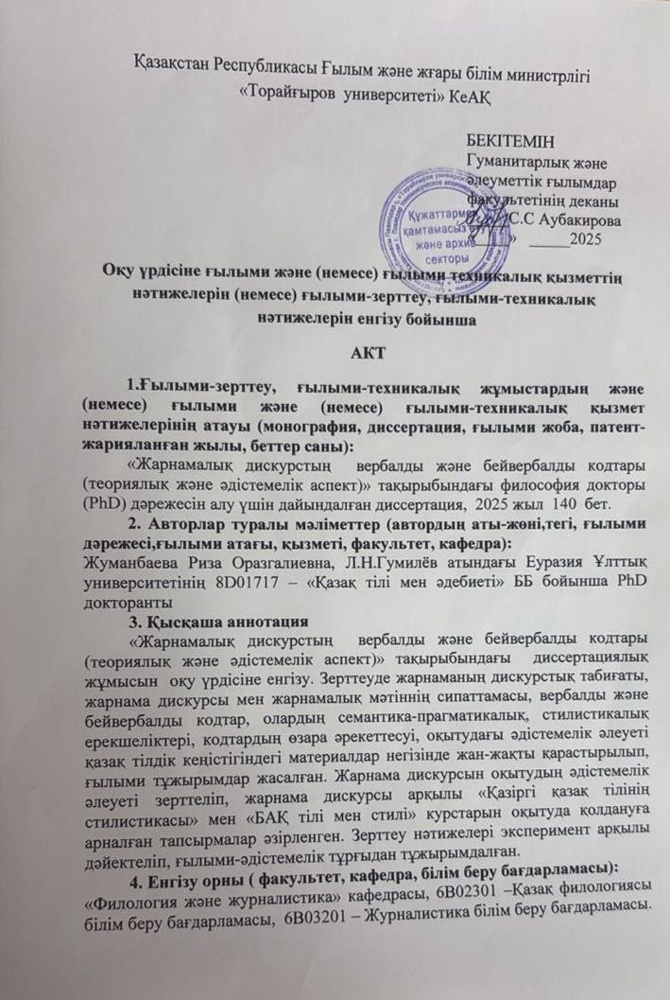 Қазақстан Республикасы Ғылым және жғары білім министрлігі
«Торайғыров университеті» КеАҚ
БЕКІТЕМІН
Гуманитарлық және
әлеуметтік ғылымдар
факультетінің деканы
С.С Аубакирова
«____» _____2025
Құжаттармен
қамтамасыз ету
және архив
секторы
Оқу үрдісіне ғылыми және (немесе) ғылыми техникалық қызметтің
нәтижелерін (немесе) ғылыми-зерттеу, ғылыми-техникалық
нәтижелерін енгізу бойынша
АКТ
1.Ғылыми-зерттеу, ғылыми-техникалық жұмыстардың және
(немесе) ғылыми және (немесе) ғылыми-техникалық қызмет
нәтижелерінің атауы (монография, диссертация, ғылыми жоба, патент-
жарияланған жылы, беттер саны):
«Жарнамалық дискурстың вербалды және бейвербалды кодтары
(теориялық және әдістемелік аспект)» тақырыбындағы философия докторы
(PhD) дәрежесін алу үшін дайындалған диссертация, 2025 жыл 140 бет.
2. Авторлар туралы мәліметтер (автордың аты-жөні,тегі, ғылыми
дәрежесі,ғылыми атағы, қызметі, факультет, кафедра):
Жуманбаева Риза Оразгалиевна, Л.Н.Гумилёв атындағы Еуразия Ұлттық
университетінің 8D01717 – «Қазақ тілі мен әдебиеті» ББ бойынша PhD
докторанты
3. Қысқаша аннотация
«Жарнамалық дискурстың вербалды және бейвербалды кодтары
(теориялық және әдістемелік аспект)» тақырыбындағы диссертациялық
жұмысын оқу үрдісіне енгізу. Зерттеуде жарнаманың дискурстық табиғаты,
жарнама дискурсы мен жарнамалық мәтіннің сипаттамасы, вербалды және
бейвербалды кодтар, олардың семантика-прагматикалық, стилистикалық
ерекшеліктері, кодтардың өзара әрекеттесуі, оқытудағы әдістемелік әлеуеті
қазақ тілдік кеңістігіндегі материалдар негізінде жан-жақты қарастырылып,
ғылыми тұжырымдар жасалған. Жарнама дискурсын оқытудың әдістемелік
әлеуеті зерттеліп, жарнама дискурсы арқылы «Қазіргі қазақ тілінің
стилистикасы» мен «БАҚ тілі мен стилі» курстарын оқытуда қолдануға
арналған тапсырмалар әзірленген. Зерттеу нәтижелері эксперимент арқылы
дәйектеліп, ғылыми-әдістемелік тұрғыдан тұжырымдалған.
4. Енгізу орны ( факультет, кафедра, білім беру бағдарламасы):
«Филология және журналистика» кафедрасы, 6В02301 –Қазақ филологиясы
білім беру бағдарламасы, 6В03201 – Журналистика білім беру бағдарламасы.